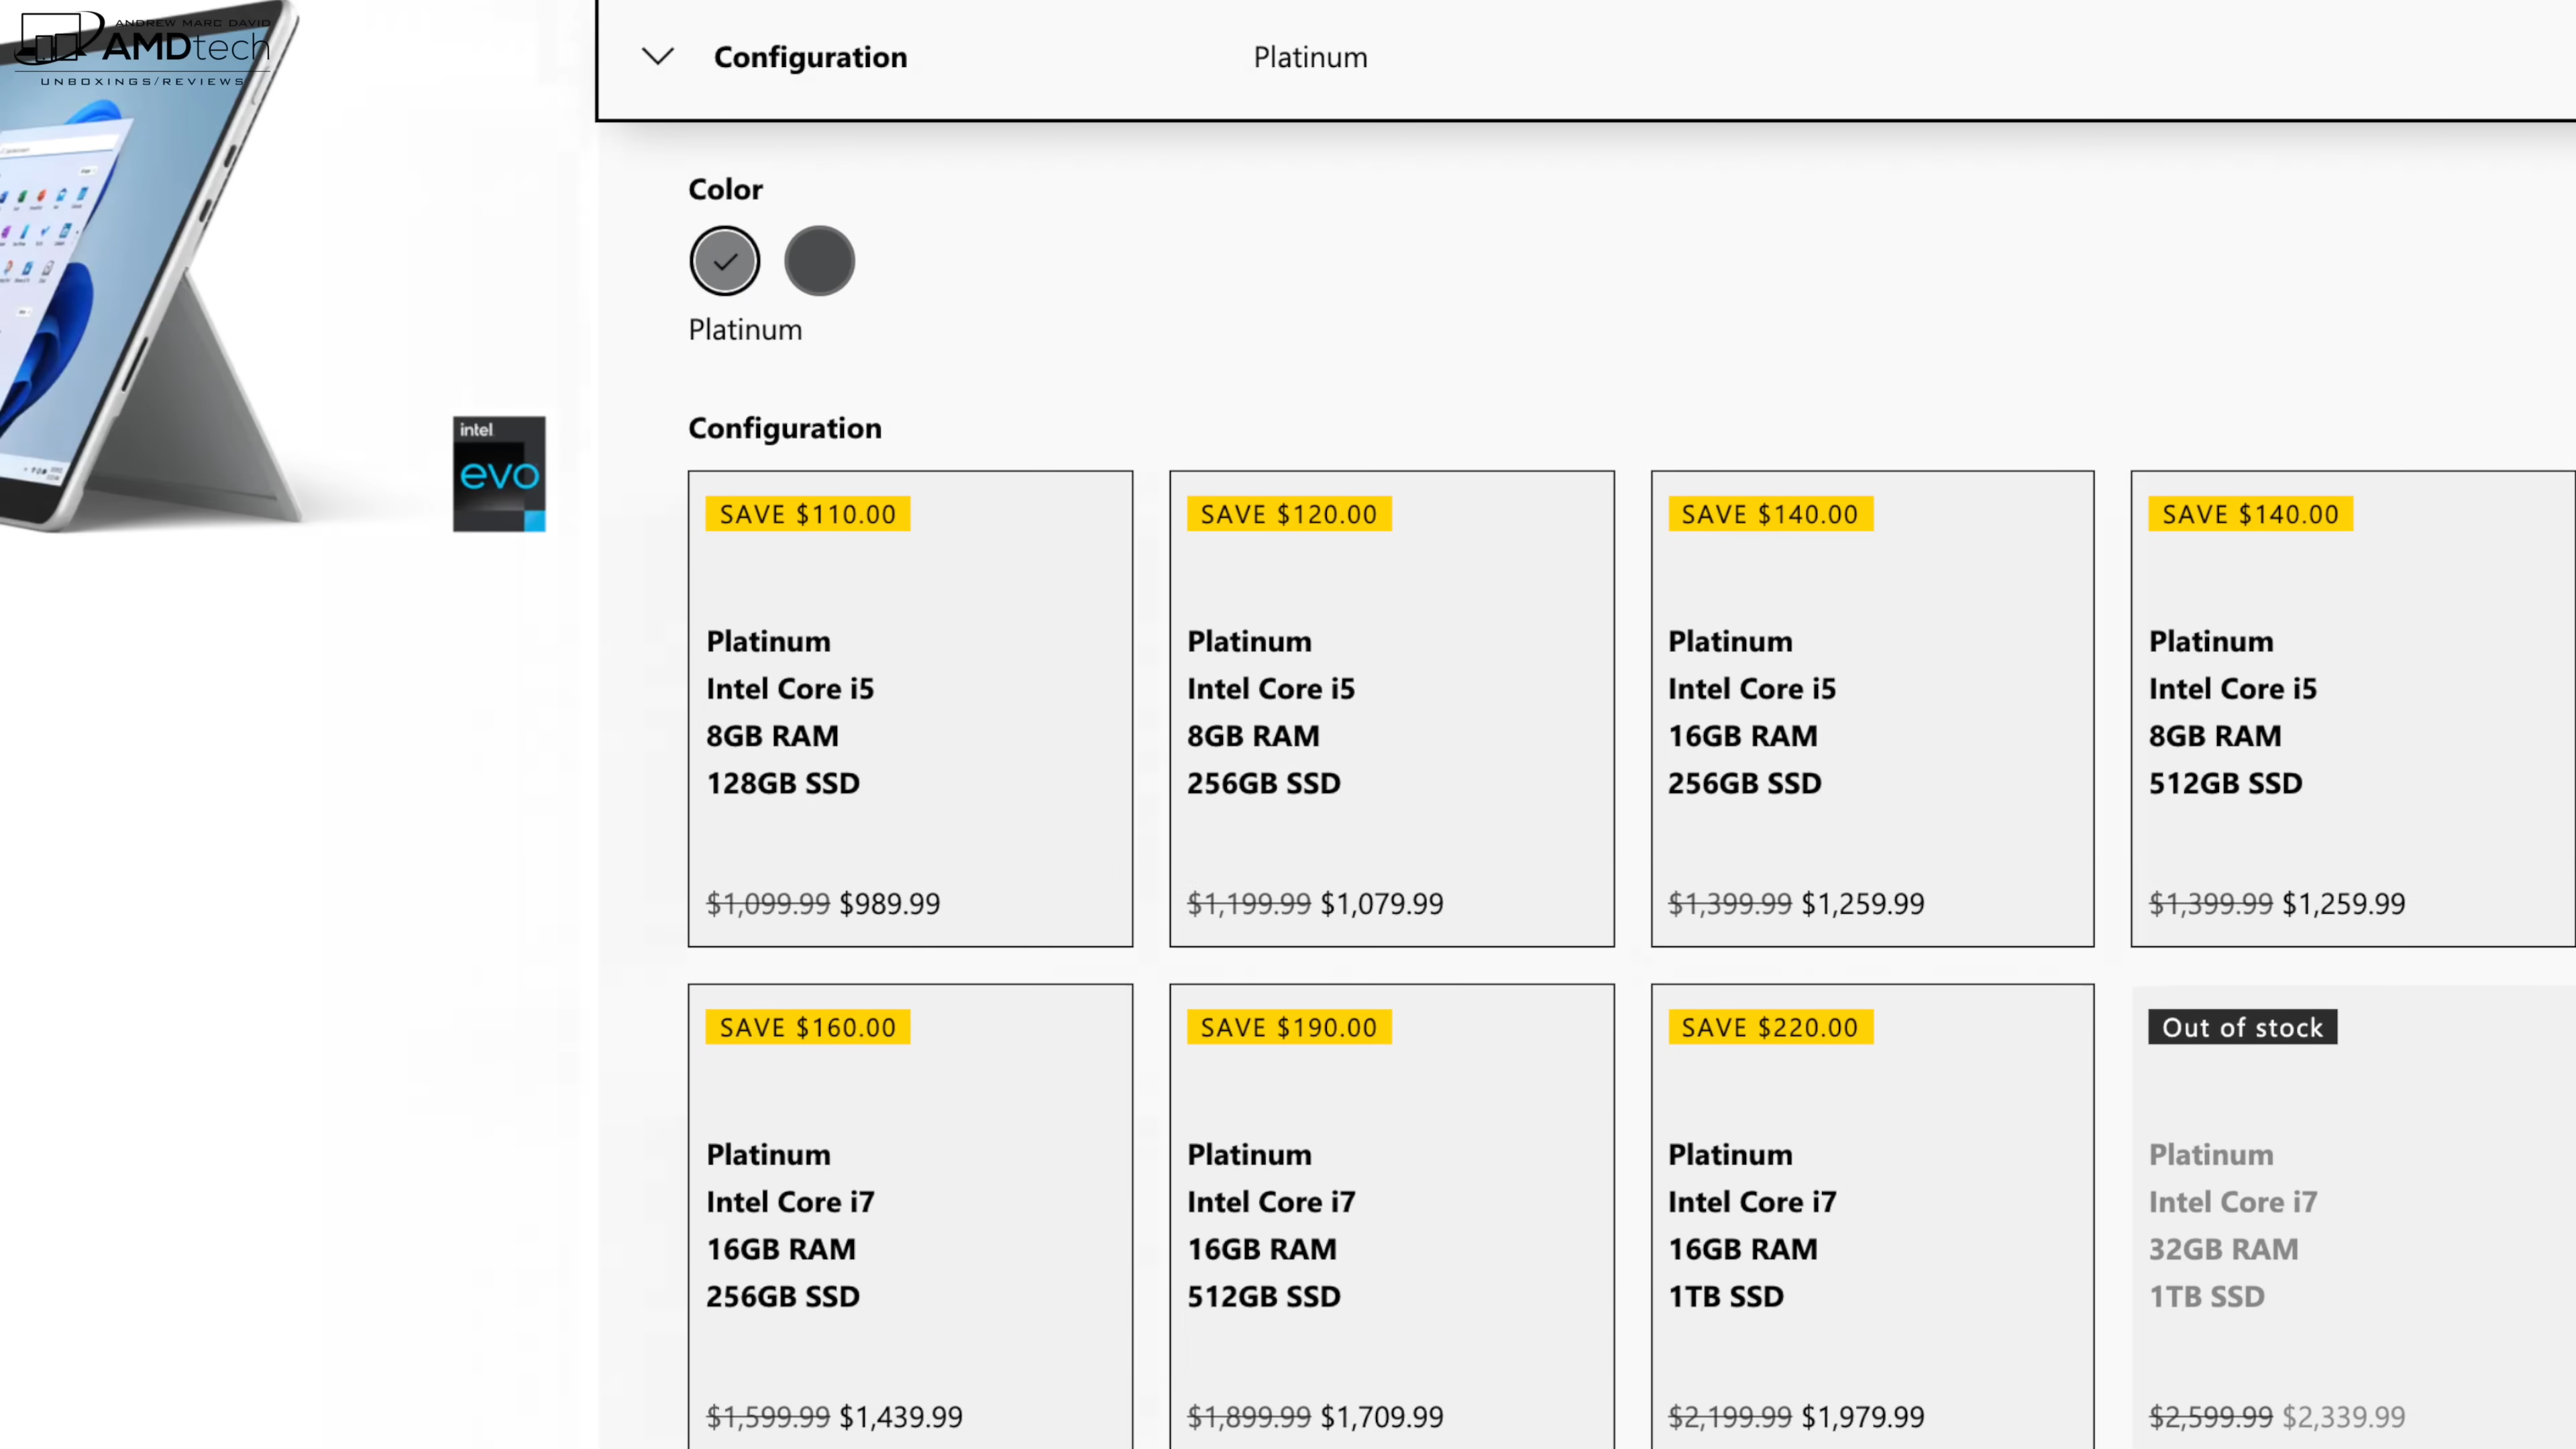 ANDREW MARC DAVID
AMDtech
UNBOXINGS/REVIEWS
Configuration Platinum
Color
Platinum
intel
evo
Configuration
SAVE $110.00
Platinum
Intel Core i5
8GB RAM
128GB SSD
$1,099.99 $989.99
SAVE $120.00
Platinum
Intel Core i5
8GB RAM
256GB SSD
$1,199.99 $1,079.99
SAVE $140.00
Platinum
Intel Core i5
16GB RAM
256GB SSD
$1,399.99 $1,259.99
SAVE $140.00
Platinum
Intel Core i5
8GB RAM
512GB SSD
$1,399.99 $1,259.99
SAVE $160.00
Platinum
Intel Core i7
16GB RAM
256GB SSD
$1,599.99 $1,439.99
SAVE $190.00
Platinum
Intel Core i7
16GB RAM
512GB SSD
$1,899.99 $1,709.99
SAVE $220.00
Platinum
Intel Core i7
16GB RAM
1TB SSD
$2,199.99 $1,979.99
Out of stock
Platinum
Intel Core i7
32GB RAM
1TB SSD
$2,599.99 $2,339.99